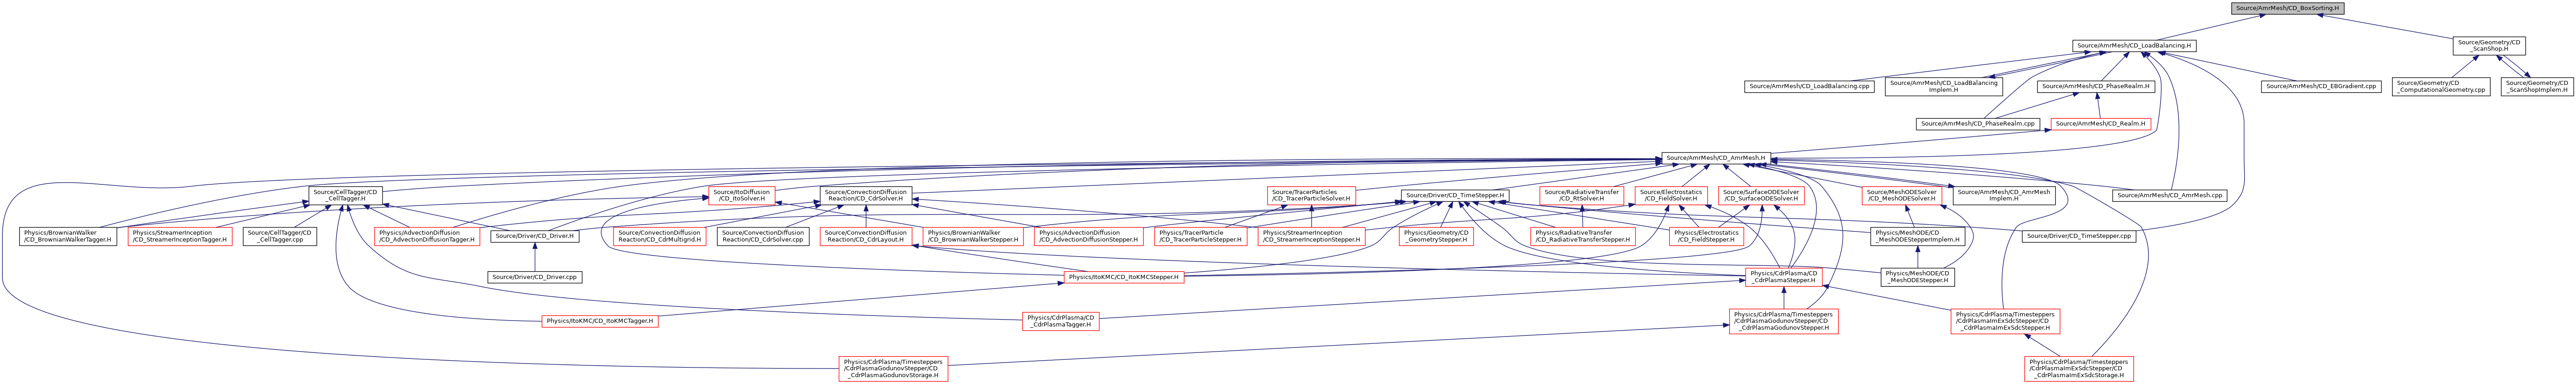 Source/AmrMesh/CD_BoxSorting.H
Source/AmrMesh/CD_LoadBalancing.H
Source/Geometry/CD
_ScanShop.H
Source/AmrMesh/CD_LoadBalancing.cpp
Source/AmrMesh/CD_LoadBalancing
Implem.H
Source/AmrMesh/CD_PhaseRealm.H
Source/AmrMesh/CD_EBGradient.cpp
Source/Geometry/CD
_ComputationalGeometry.cpp
Source/Geometry/CD
_ScanShopImplem.H
Source/AmrMesh/CD_PhaseRealm.cpp
Source/AmrMesh/CD_Realm.H
Source/AmrMesh/CD_AmrMesh.H
Source/CellTagger/CD
_CellTagger.H
Source/ItoDiffusion
/CD_ItoSolver.H
Source/ConvectionDiffusion
Reaction/CD_CdrSolver.H
Source/TracerParticles
/CD_TracerParticleSolver.H
Source/Driver/CD_TimeStepper.H
Source/RadiativeTransfer
/CD_RtSolver.H
Source/Electrostatics
/CD_FieldSolver.H
Source/SurfaceODESolver
/CD_SurfaceODESolver.H
Source/MeshODESolver
/CD_MeshODESolver.H
Source/AmrMesh/CD_AmrMesh
Implem.H
Source/AmrMesh/CD_AmrMesh.cpp
Physics/BrownianWalker
/CD_BrownianWalkerTagger.H
Physics/StreamerInception
/CD_StreamerInceptionTagger.H
Source/CellTagger/CD
_CellTagger.cpp
Physics/AdvectionDiffusion
/CD_AdvectionDiffusionTagger.H
Source/Driver/CD_Driver.H
Source/ConvectionDiffusion
Reaction/CD_CdrMultigrid.H
Source/ConvectionDiffusion
Reaction/CD_CdrSolver.cpp
Source/ConvectionDiffusion
Reaction/CD_CdrLayout.H
Physics/BrownianWalker
/CD_BrownianWalkerStepper.H
Physics/AdvectionDiffusion
/CD_AdvectionDiffusionStepper.H
Physics/TracerParticle
/CD_TracerParticleStepper.H
Physics/StreamerInception
/CD_StreamerInceptionStepper.H
Physics/Geometry/CD
_GeometryStepper.H
Physics/RadiativeTransfer
/CD_RadiativeTransferStepper.H
Physics/Electrostatics
/CD_FieldStepper.H
Physics/MeshODE/CD
_MeshODEStepperImplem.H
Source/Driver/CD_TimeStepper.cpp
Source/Driver/CD_Driver.cpp
Physics/ItoKMC/CD_ItoKMCStepper.H
Physics/CdrPlasma/CD
_CdrPlasmaStepper.H
Physics/MeshODE/CD
_MeshODEStepper.H
Physics/ItoKMC/CD_ItoKMCTagger.H
Physics/CdrPlasma/CD
_CdrPlasmaTagger.H
Physics/CdrPlasma/Timesteppers
/CdrPlasmaGodunovStepper/CD
_CdrPlasmaGodunovStepper.H
Physics/CdrPlasma/Timesteppers
/CdrPlasmaImExSdcStepper/CD
_CdrPlasmaImExSdcStepper.H
Physics/CdrPlasma/Timesteppers
/CdrPlasmaGodunovStepper/CD
_CdrPlasmaGodunovStorage.H
Physics/CdrPlasma/Timesteppers
/CdrPlasmaImExSdcStepper/CD
_CdrPlasmaImExSdcStorage.H